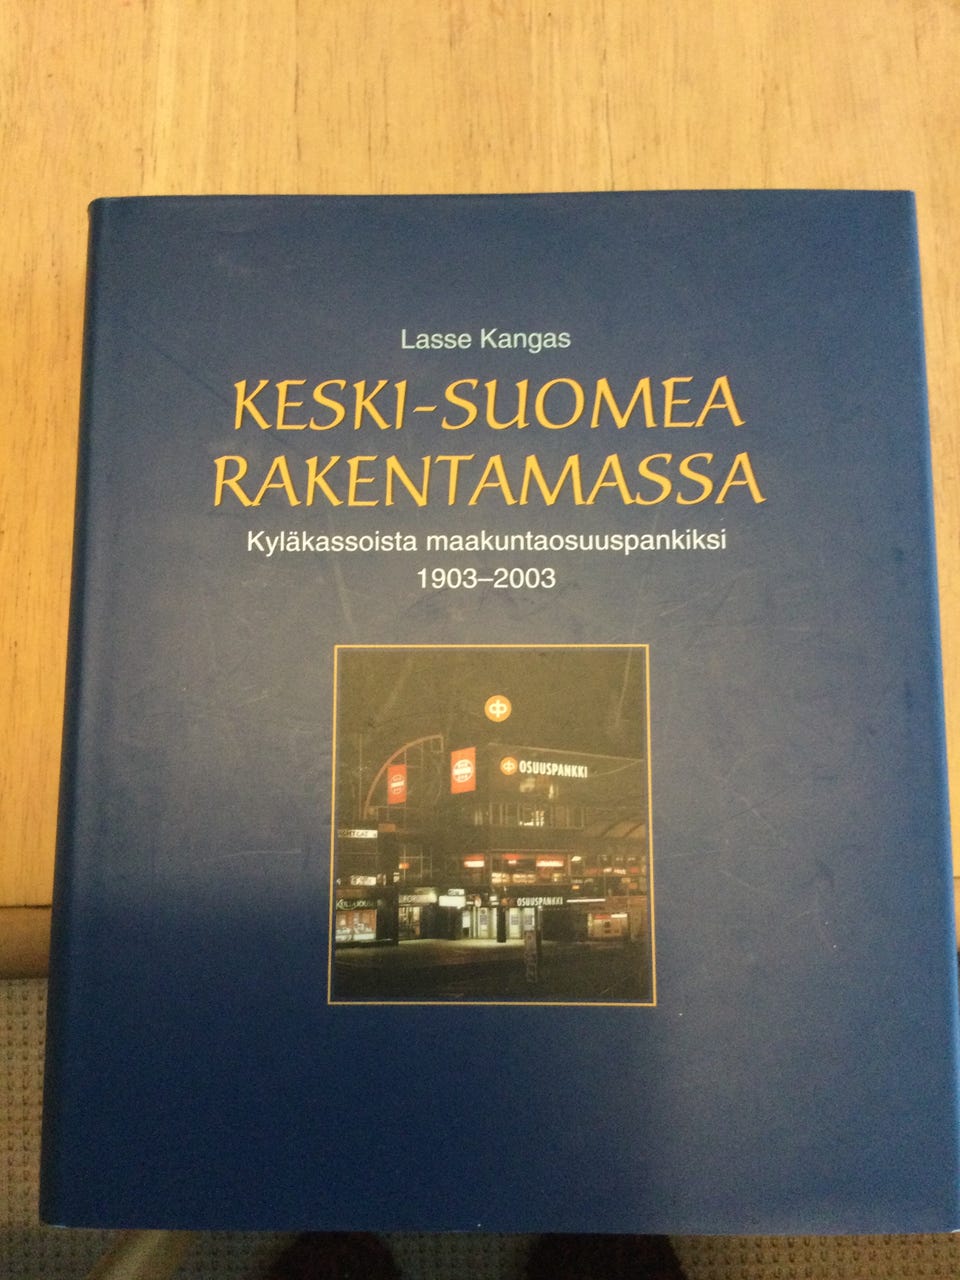 Lasse Kangas
KESKI-SUOMEA
RAKENTAMASSA
Kyläkassoista maakuntaosuuspankiksi
1903–2003
OSUUSPANKKI
OSUUSPANKKI